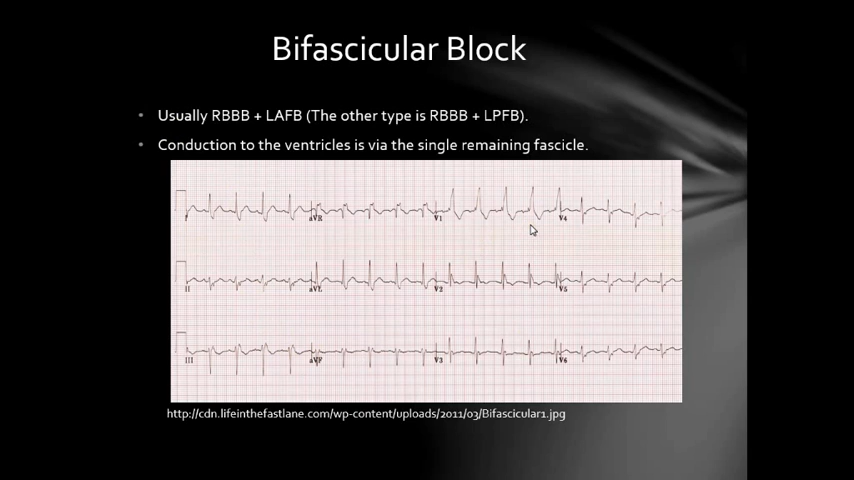 Bifascicular Block
• Usually RBBB + LAFB (The other type is RBBB + LPFB).
• Conduction to the ventricles is via the single remaining fascicle.
I aVR V1 V4
II aVL V2 V5
III aVF V3 V6
http://cdn.lifeinthefastlane.com/wp-content/uploads/2011/03/Bifascicular1.jpg